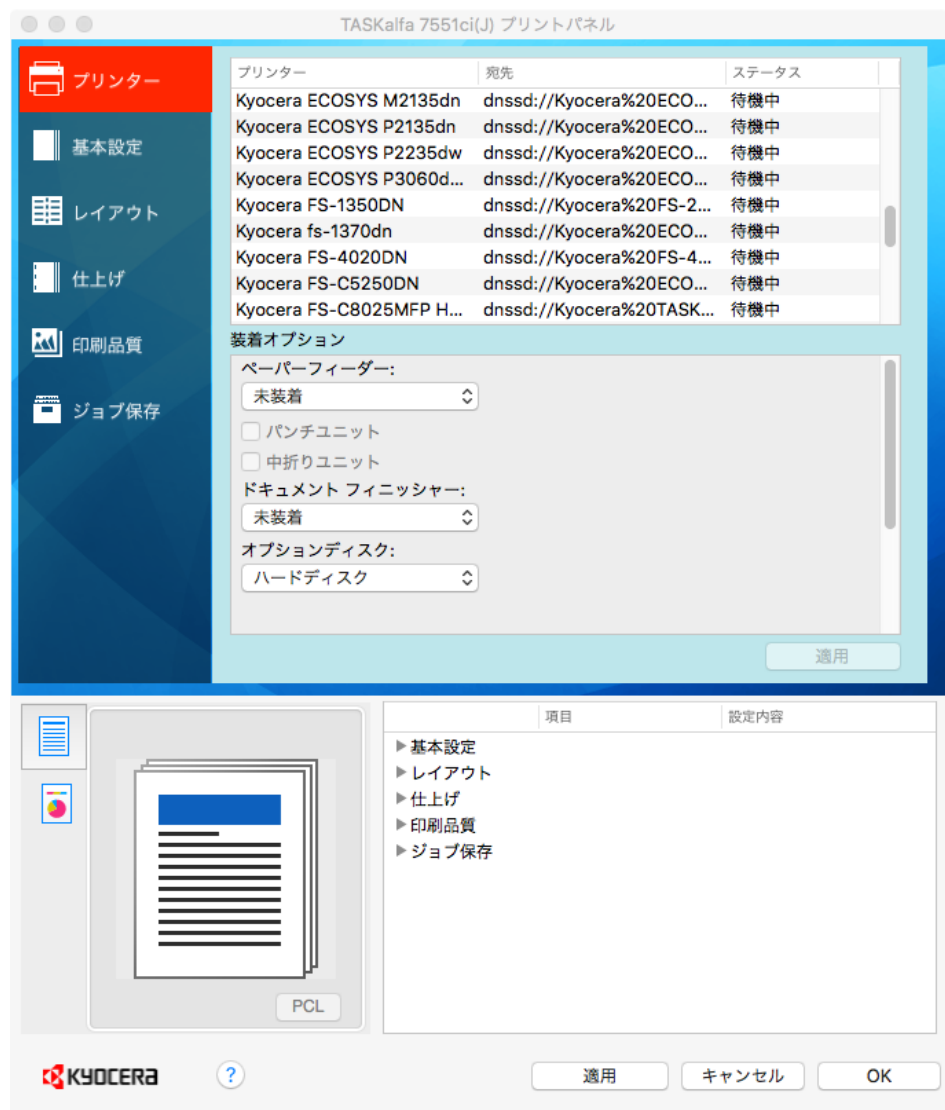 TASKalfa 7551ci(J) プリントパネル
プリンター
基本設定
レイアウト
仕上げ
印刷品質
ジョブ保存
プリンター 宛先 ステータス
Kyocera ECOSYS M2135dn dnssd://Kyocera%20ECO... 待機中
Kyocera ECOSYS P2135dn dnssd://Kyocera%20ECO... 待機中
Kyocera ECOSYS P2235dw dnssd://Kyocera%20ECO... 待機中
Kyocera ECOSYS P3060d... dnssd://Kyocera%20ECO... 待機中
Kyocera FS-1350DN dnssd://Kyocera%20FS-2... 待機中
Kyocera fs-1370dn dnssd://Kyocera%20ECO... 待機中
Kyocera FS-4020DN dnssd://Kyocera%20FS-4... 待機中
Kyocera FS-C5250DN dnssd://Kyocera%20ECO... 待機中
Kyocera FS-C8025MFP H... dnssd://Kyocera%20TASK... 待機中
装着オプション
ペーパーフィーダー:
未装着
パンチユニット
中折りユニット
ドキュメント フィニッシャー:
未装着
オプションディスク:
ハードディスク
適用
PCL
項目 設定内容
基本設定
レイアウト
仕上げ
印刷品質
ジョブ保存
KYOCERA
?
適用 キャンセル OK